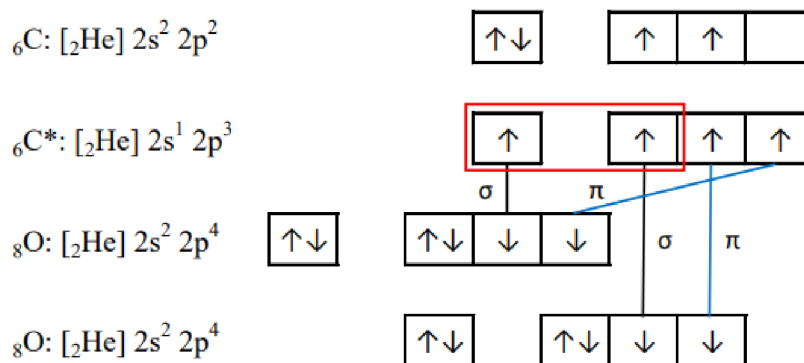 ₆C: [₂He] 2s² 2p² ↑↓ ↑ ↑
₆C*: [₂He] 2s¹ 2p³ ↑ ↑ ↑ ↑
σ π
₈O: [₂He] 2s² 2p⁴ ↑↓ ↑↓ ↓ ↓ σ π
₈O: [₂He] 2s² 2p⁴ ↑↓ ↑↓ ↓ ↓